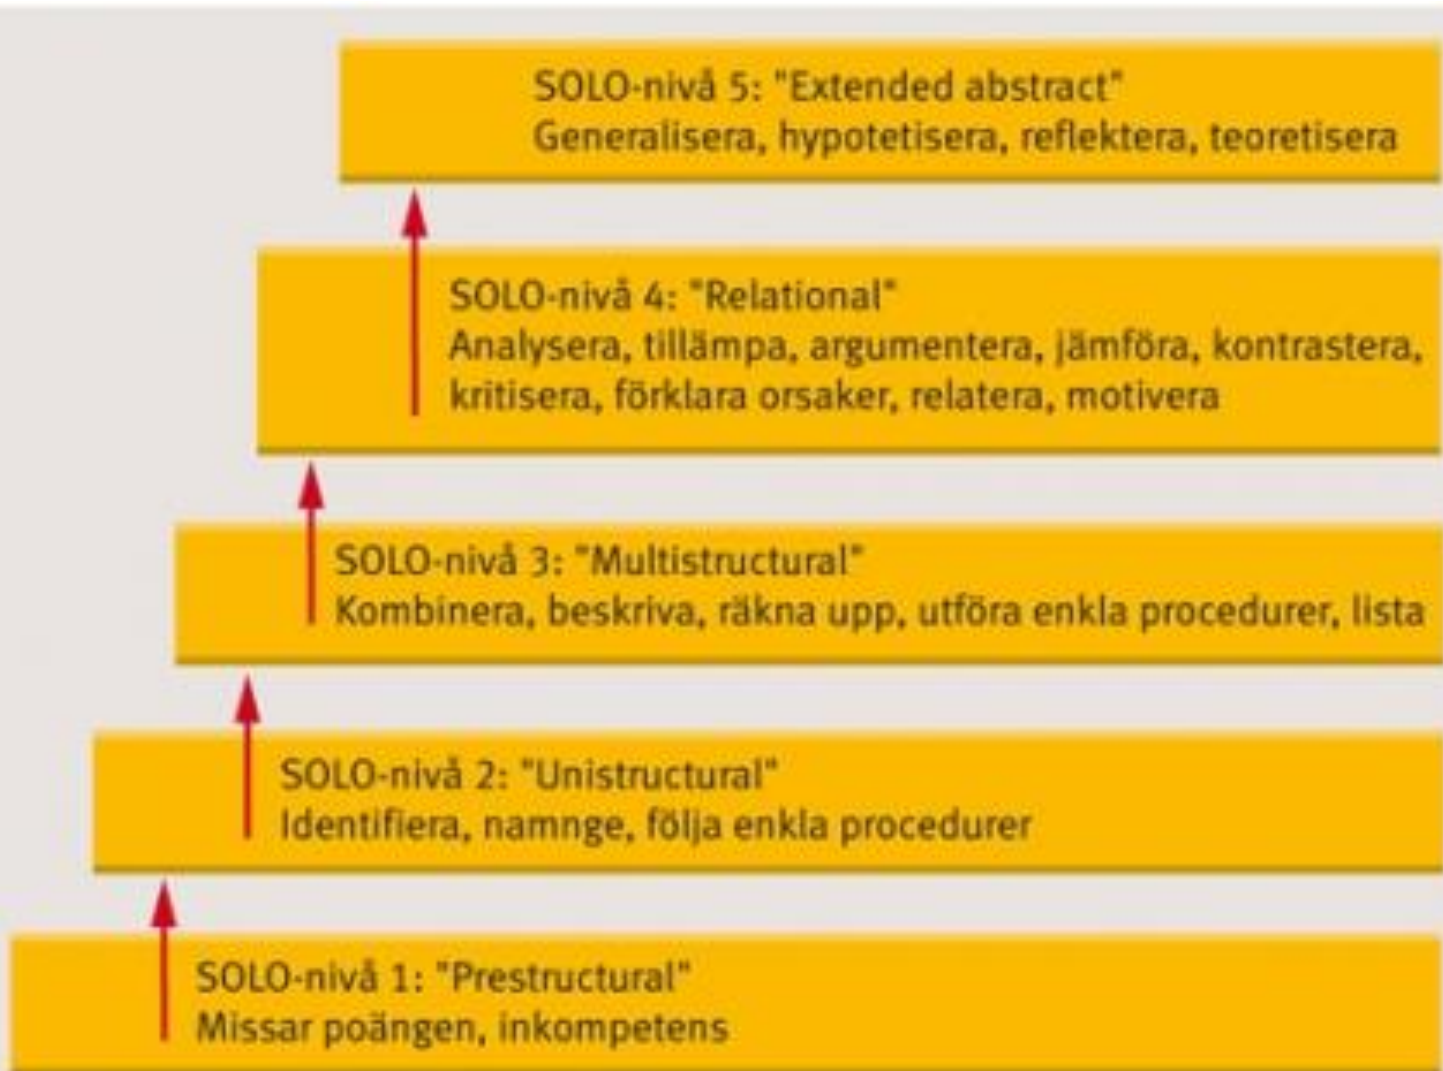 SOLO-nivå 5: "Extended abstract"
Generalisera, hypotetisera, reflektera, teoretisera
SOLO-nivå 4: "Relational"
Analysera, tillämpa, argumentera, jämföra, kontrastera,
kritisera, förklara orsaker, relatera, motivera
SOLO-nivå 3: "Multistructural"
Kombinera, beskriva, räkna upp, utföra enkla procedurer, lista
SOLO-nivå 2: "Unistructural"
Identifiera, namnge, följa enkla procedurer
SOLO-nivå 1: "Prestructural"
Missar poängen, inkompetens